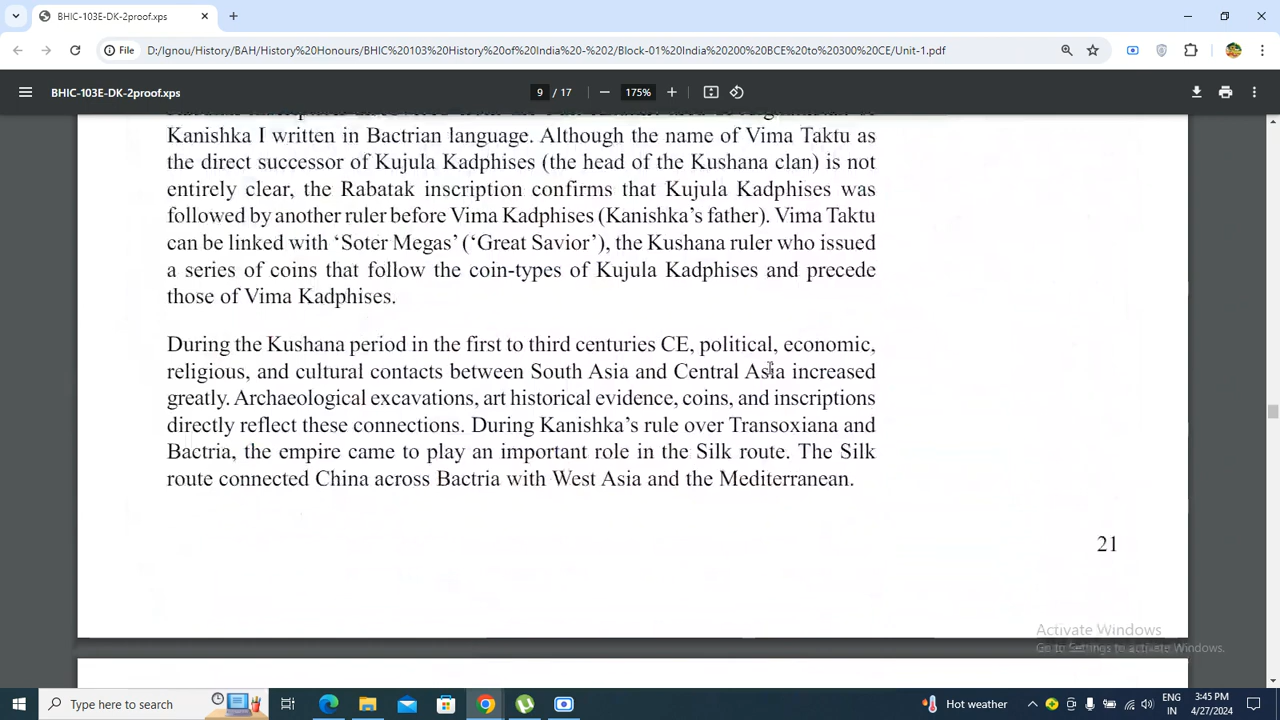 BHIC-103E-DK-2proof.xps
File
D:/Ignou/History/BAH/History%20Honours/BHIC%20103%20History%20of%20India%20-%202/Block-01%20India%20200%20BCE%20to%20300%20CE/Unit-1.pdf
BHIC-103E-DK-2proof.xps
9 / 17
175%
Kanishka I written in Bactrian language. Although the name of Vima Taktu as
the direct successor of Kujula Kadphises (the head of the Kushana clan) is not
entirely clear, the Rabatak inscription confirms that Kujula Kadphises was
followed by another ruler before Vima Kadphises (Kanishka’s father). Vima Taktu
can be linked with ‘Soter Megas’ (‘Great Savior’), the Kushana ruler who issued
a series of coins that follow the coin-types of Kujula Kadphises and precede
those of Vima Kadphises.
During the Kushana period in the first to third centuries CE, political, economic,
religious, and cultural contacts between South Asia and Central Asia increased
greatly. Archaeological excavations, art historical evidence, coins, and inscriptions
directly reflect these connections. During Kanishka’s rule over Transoxiana and
Bactria, the empire came to play an important role in the Silk route. The Silk
route connected China across Bactria with West Asia and the Mediterranean.
21
Activate Windows
Go to Settings to activate Windows.
Type here to search
Hot weather
ENG
IN
3:45 PM
4/27/2024